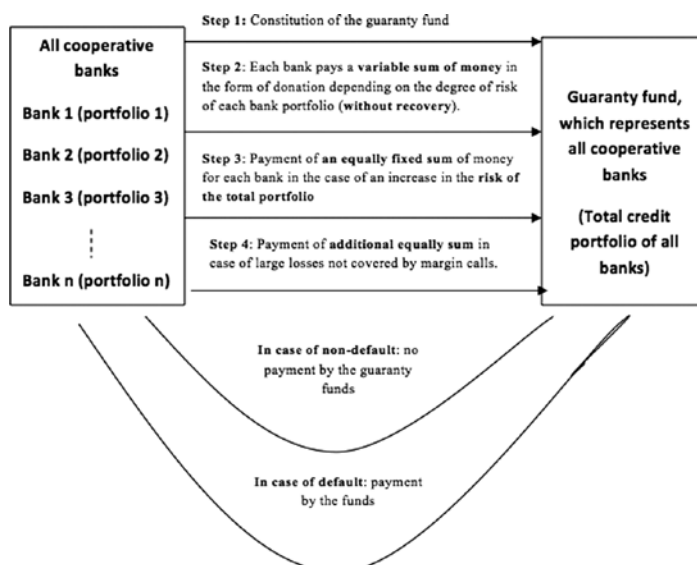 All cooperative
banks
Bank 1 (portfolio 1)
Bank 2 (portfolio 2)
Bank 3 (portfolio 3)
Bank n (portfolio n)
Step 1: Constitution of the guaranty fund
Step 2: Each bank pays a variable sum of money in
the form of donation depending on the degree of risk
of each bank portfolio (without recovery).
Step 3: Payment of an equally fixed sum of money
for each bank in the case of an increase in the risk of
the total portfolio
Step 4: Payment of additional equally sum in
case of large losses not covered by margin calls.
Guaranty fund,
which represents
all cooperative
banks
(Total credit
portfolio of all
banks)
In case of non-default: no
payment by the guaranty
funds
In case of default: payment
by the funds